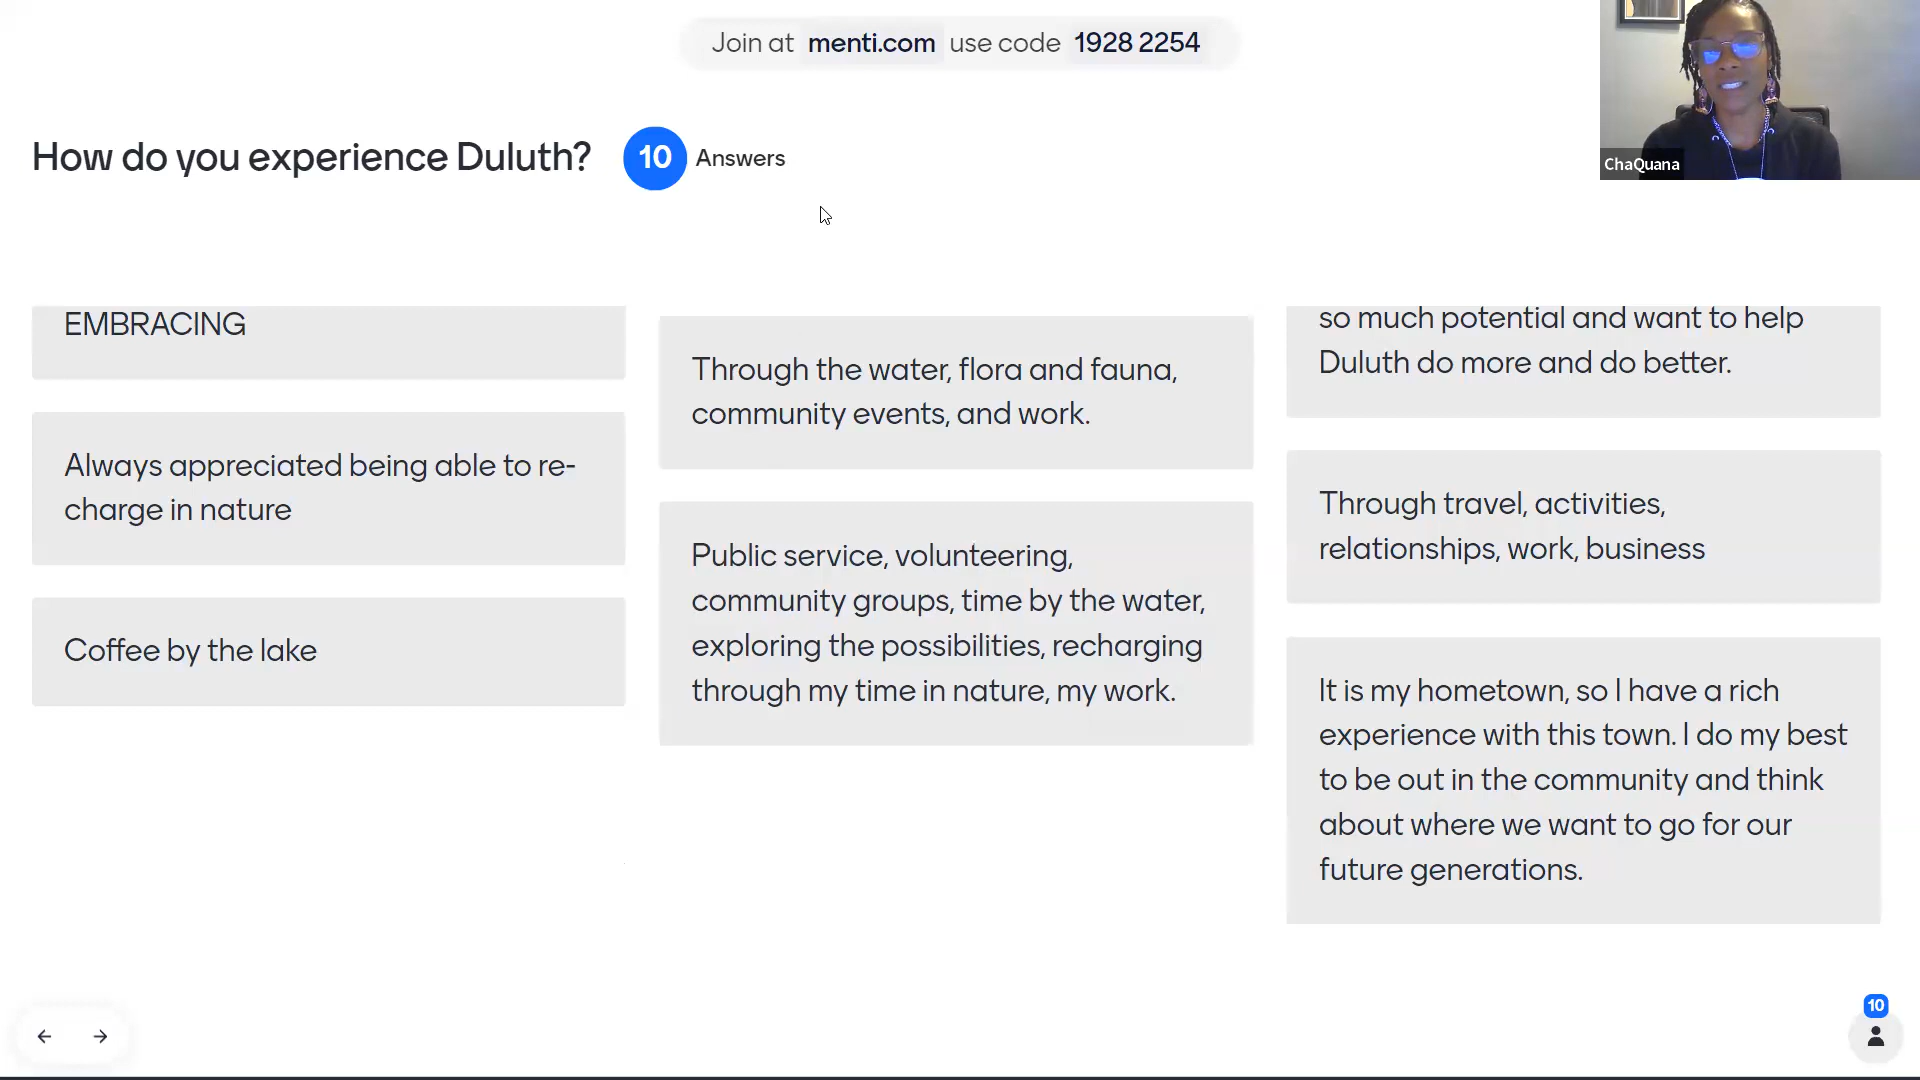 Join at menti.com use code 1928 2254
ChaQuana
How do you experience Duluth?
10 Answers
EMBRACING
Always appreciated being able to re-
charge in nature
Coffee by the lake
Through the water, flora and fauna,
community events, and work.
Public service, volunteering,
community groups, time by the water,
exploring the possibilities, recharging
through my time in nature, my work.
so much potential and want to help
Duluth do more and do better.
Through travel, activities,
relationships, work, business
It is my hometown, so I have a rich
experience with this town. I do my best
to be out in the community and think
about where we want to go for our
future generations.
10